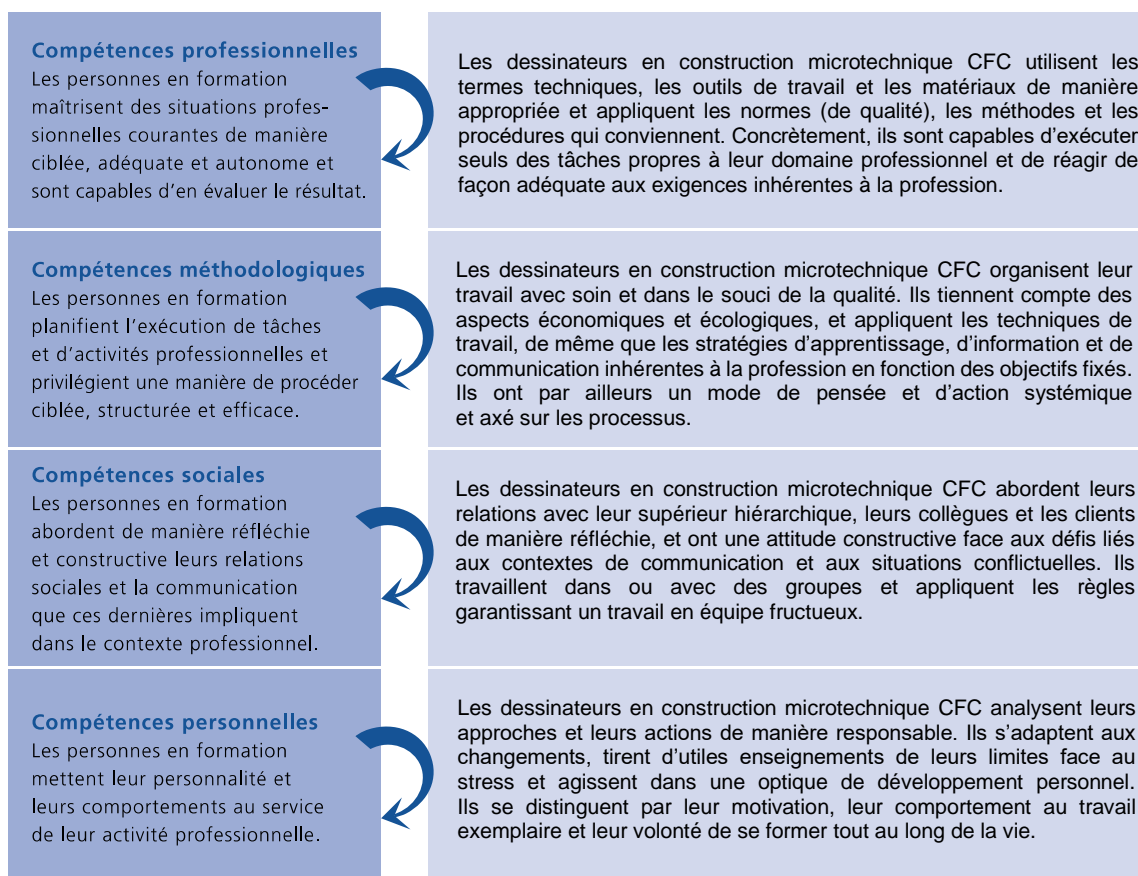 Compétences professionnelles
Les personnes en formation
maîtrisent des situations profes-
sionnelles courantes de manière
ciblée, adéquate et autonome et
sont capables d’en évaluer le résultat.
Les dessinateurs en construction microtechnique CFC utilisent les
termes techniques, les outils de travail et les matériaux de manière
appropriée et appliquent les normes (de qualité), les méthodes et les
procédures qui conviennent. Concrètement, ils sont capables d’exécuter
seuls des tâches propres à leur domaine professionnel et de réagir de
façon adéquate aux exigences inhérentes à la profession.
Compétences méthodologiques
Les personnes en formation
planifient l’exécution de tâches
et d’activités professionnelles et
privilégient une manière de procéder
ciblée, structurée et efficace.
Les dessinateurs en construction microtechnique CFC organisent leur
travail avec soin et dans le souci de la qualité. Ils tiennent compte des
aspects économiques et écologiques, et appliquent les techniques de
travail, de même que les stratégies d’apprentissage, d’information et de
communication inhérentes à la profession en fonction des objectifs fixés.
Ils ont par ailleurs un mode de pensée et d’action systémique
et axé sur les processus.
Compétences sociales
Les personnes en formation
abordent de manière réfléchie
et constructive leurs relations
sociales et la communication
que ces dernières impliquent
dans le contexte professionnel.
Les dessinateurs en construction microtechnique CFC abordent leurs
relations avec leur supérieur hiérarchique, leurs collègues et les clients
de manière réfléchie, et ont une attitude constructive face aux défis liés
aux contextes de communication et aux situations conflictuelles. Ils
travaillent dans ou avec des groupes et appliquent les règles
garantissant un travail en équipe fructueux.
Compétences personnelles
Les personnes en formation
mettent leur personnalité et
leurs comportements au service
de leur activité professionnelle.
Les dessinateurs en construction microtechnique CFC analysent leurs
approches et leurs actions de manière responsable. Ils s’adaptent aux
changements, tirent d’utiles enseignements de leurs limites face au
stress et agissent dans une optique de développement personnel.
Ils se distinguent par leur motivation, leur comportement au travail
exemplaire et leur volonté de se former tout au long de la vie.